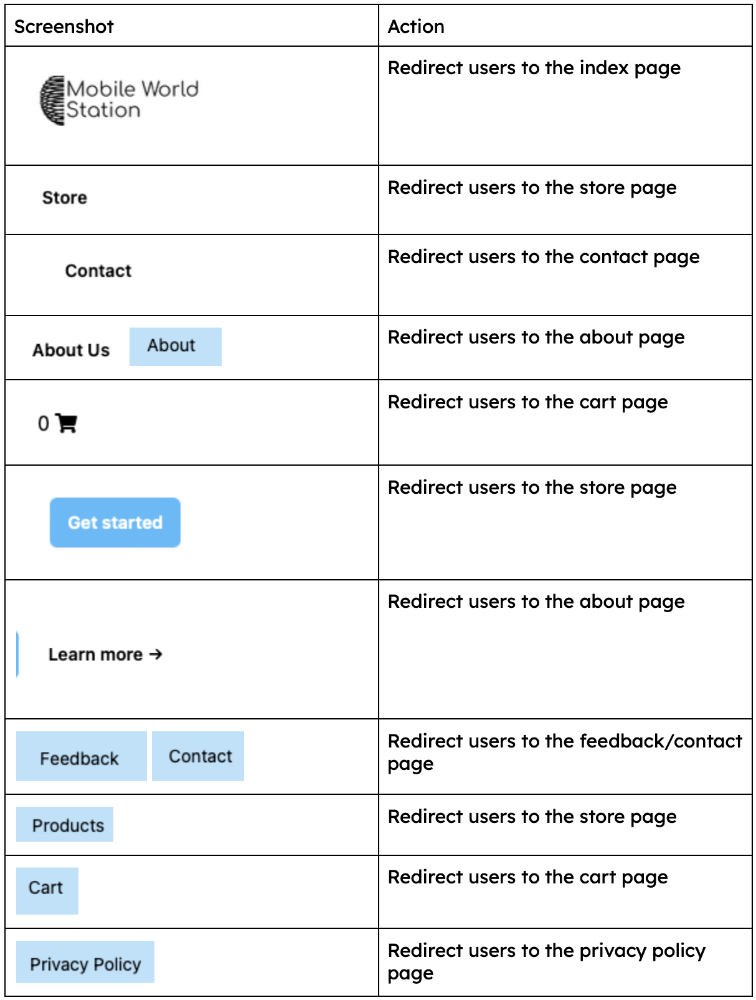 Screenshot
Action
Mobile World
Station
Redirect users to the index page
Store
Redirect users to the store page
Contact
Redirect users to the contact page
About Us
About
Redirect users to the about page
0
Redirect users to the cart page
Get started
Redirect users to the store page
Learn more →
Redirect users to the about page
Feedback
Contact
Redirect users to the feedback/contact
page
Products
Redirect users to the store page
Cart
Redirect users to the cart page
Privacy Policy
Redirect users to the privacy policy
page